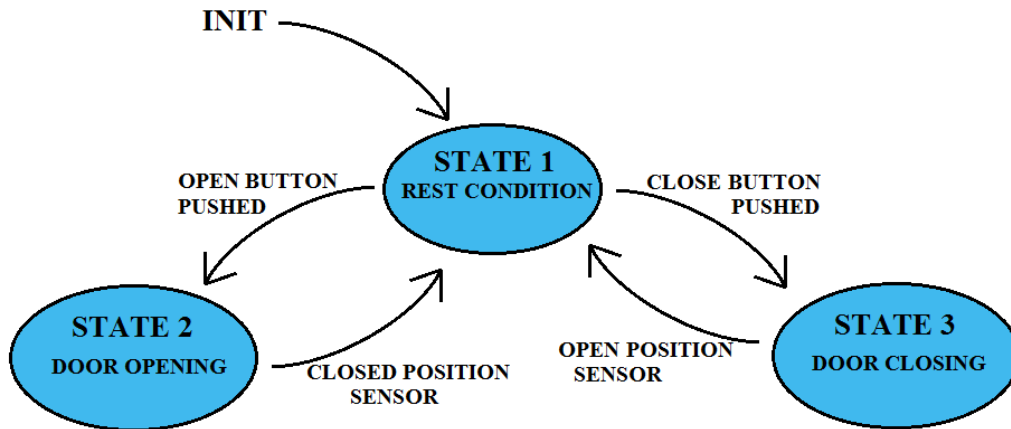 INIT
STATE 1
REST CONDITION
OPEN BUTTON
PUSHED
CLOSE BUTTON
PUSHED
STATE 2
DOOR OPENING
CLOSED POSITION
SENSOR
OPEN POSITION
SENSOR
STATE 3
DOOR CLOSING